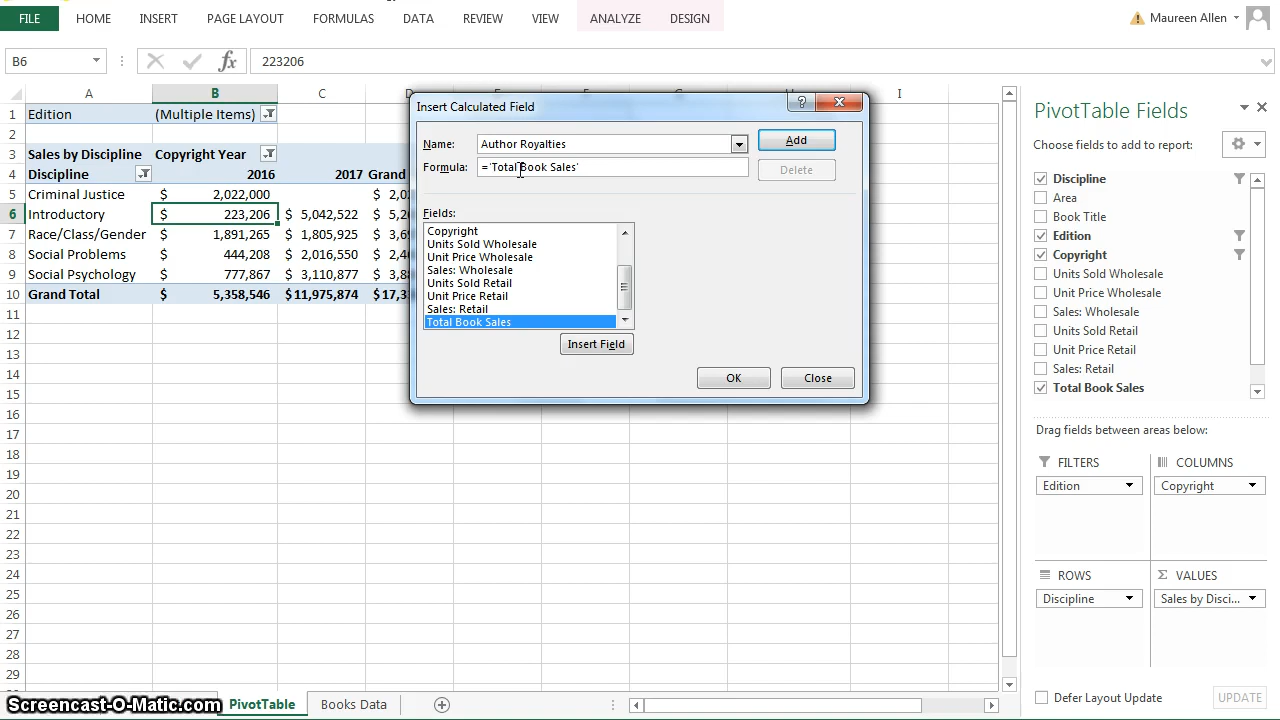 FILE HOME INSERT PAGE LAYOUT FORMULAS DATA REVIEW VIEW ANALYZE DESIGN Maureen Allen
B6 fx 223206
A B C I
1 Edition (Multiple Items)
2
3 Sales by Discipline Copyright Year
4 Discipline 2016 2017 Grand
5 Criminal Justice $ 2,022,000
6 Introductory $ 223,206 $ 5,042,522
7 Race/Class/Gender $ 1,891,265 $ 1,805,925
8 Social Problems $ 444,208 $ 2,016,550
9 Social Psychology $ 777,867 $ 3,110,877
10 Grand Total $ 5,358,546 $11,975,874
11
12
13
14
15
16
17
18
19
20
21
22
23
24
25
26
27
28
29
Insert Calculated Field
Name: Author Royalties Add
Formula: ='Total Book Sales' Delete
Fields:
Copyright
Units Sold Wholesale
Unit Price Wholesale
Sales: Wholesale
Units Sold Retail
Unit Price Retail
Sales: Retail
Total Book Sales
Insert Field
OK Close
PivotTable Fields
Choose fields to add to report:
Discipline
Area
Book Title
Edition
Copyright
Units Sold Wholesale
Unit Price Wholesale
Sales: Wholesale
Units Sold Retail
Unit Price Retail
Sales: Retail
Total Book Sales
Drag fields between areas below:
FILTERS COLUMNS
Edition Copyright
ROWS VALUES
Discipline Sales by Disci...
Defer Layout Update UPDATE
PivotTable Books Data
Screencast-O-Matic.com